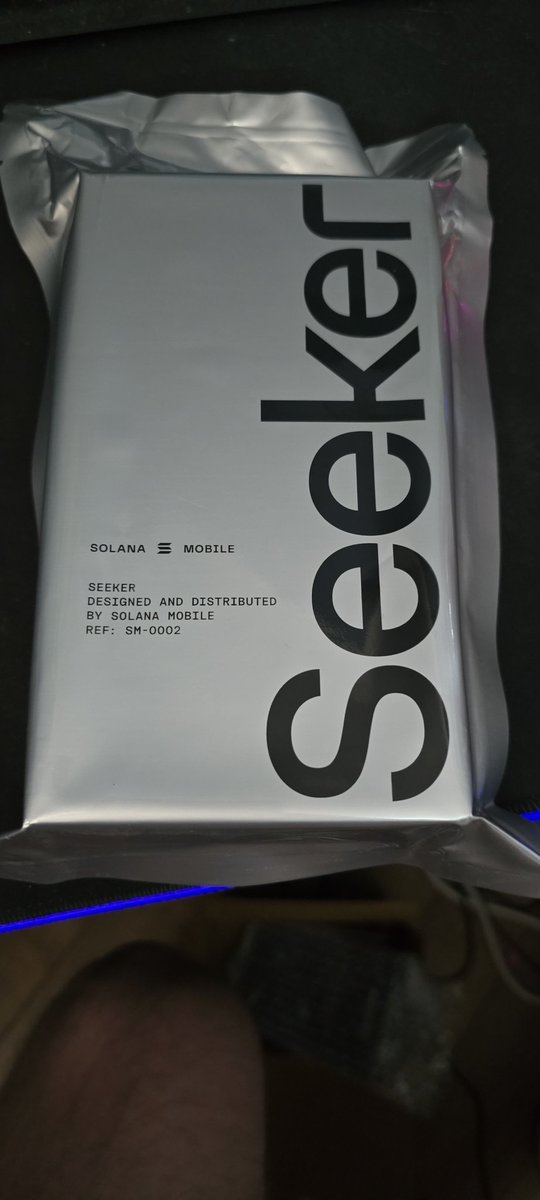 Seeker
SOLANA MOBILE
SEEKER
DESIGNED AND DISTRIBUTED
BY SOLANA MOBILE
REF: SM-0002